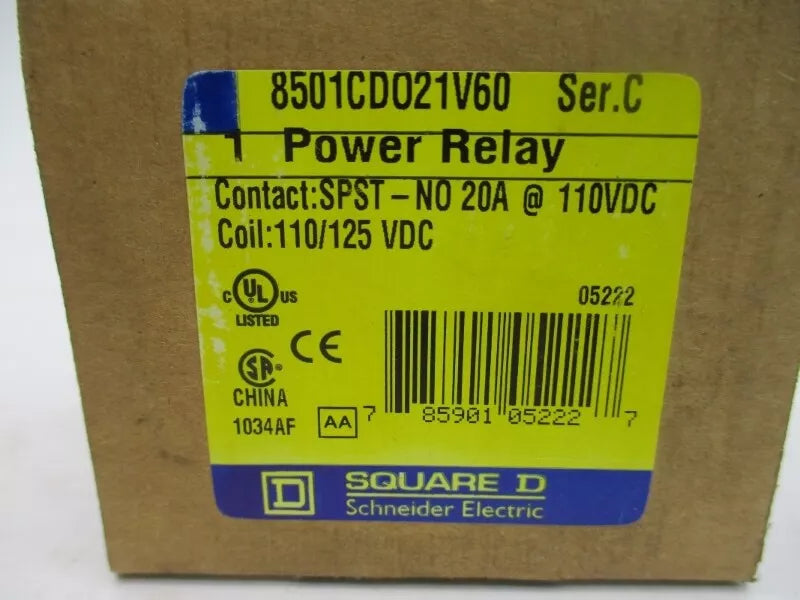 8501CDO21V60 Ser.C
1 Power Relay
Contact:SPST-NO 20A @ 110VDC
Coil:110/125 VDC
C UL US
LISTED
05222
SA
CE
CHINA
1034AF
AA
7 85901 05222 7
D SQUARE D
Schneider Electric